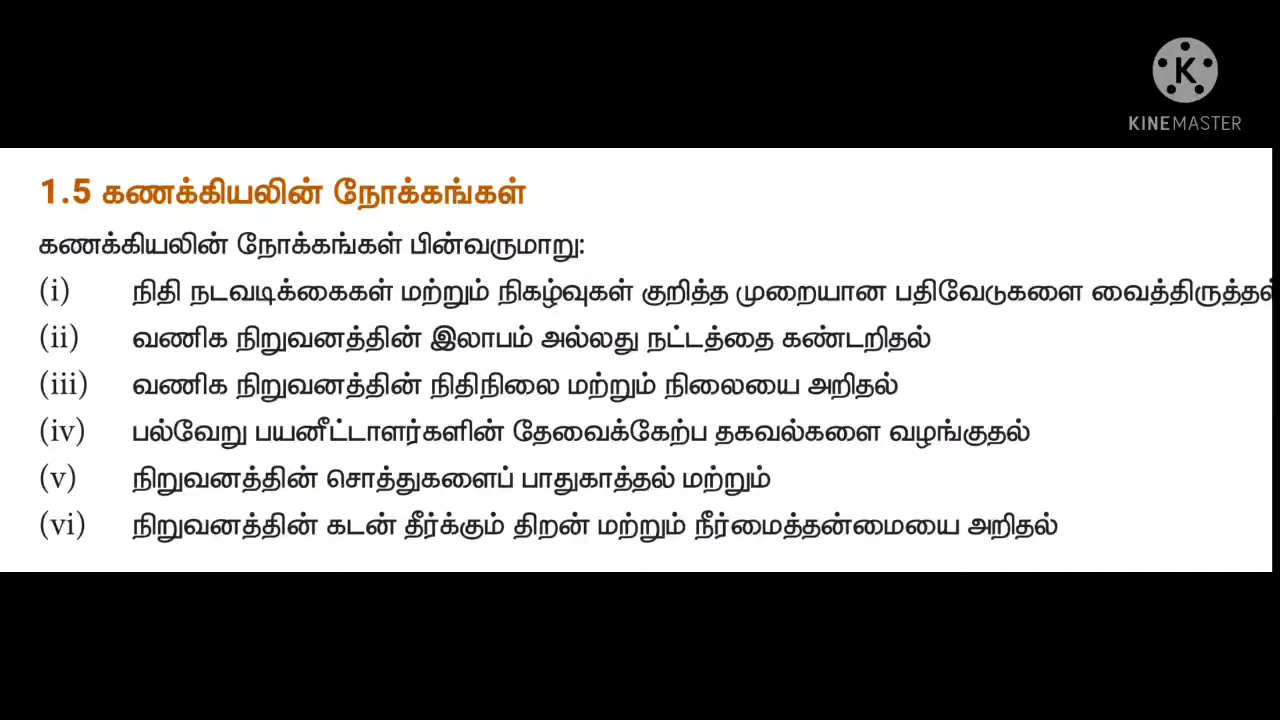 KINEMASTER
1.5 கணக்கியலின் நோக்கங்கள்
கணக்கியலின் நோக்கங்கள் பின்வருமாறு:
(i) நிதி நடவடிக்கைகள் மற்றும் நிகழ்வுகள் குறித்த முறையான பதிவேடுகளை வைத்திருத்தல்
(ii) வணிக நிறுவனத்தின் இலாபம் அல்லது நட்டத்தை கண்டறிதல்
(iii) வணிக நிறுவனத்தின் நிதிநிலை மற்றும் நிலையை அறிதல்
(iv) பல்வேறு பயனீட்டாளர்களின் தேவைக்கேற்ப தகவல்களை வழங்குதல்
(v) நிறுவனத்தின் சொத்துகளைப் பாதுகாத்தல் மற்றும்
(vi) நிறுவனத்தின் கடன் தீர்க்கும் திறன் மற்றும் நீர்மைத்தன்மையை அறிதல்